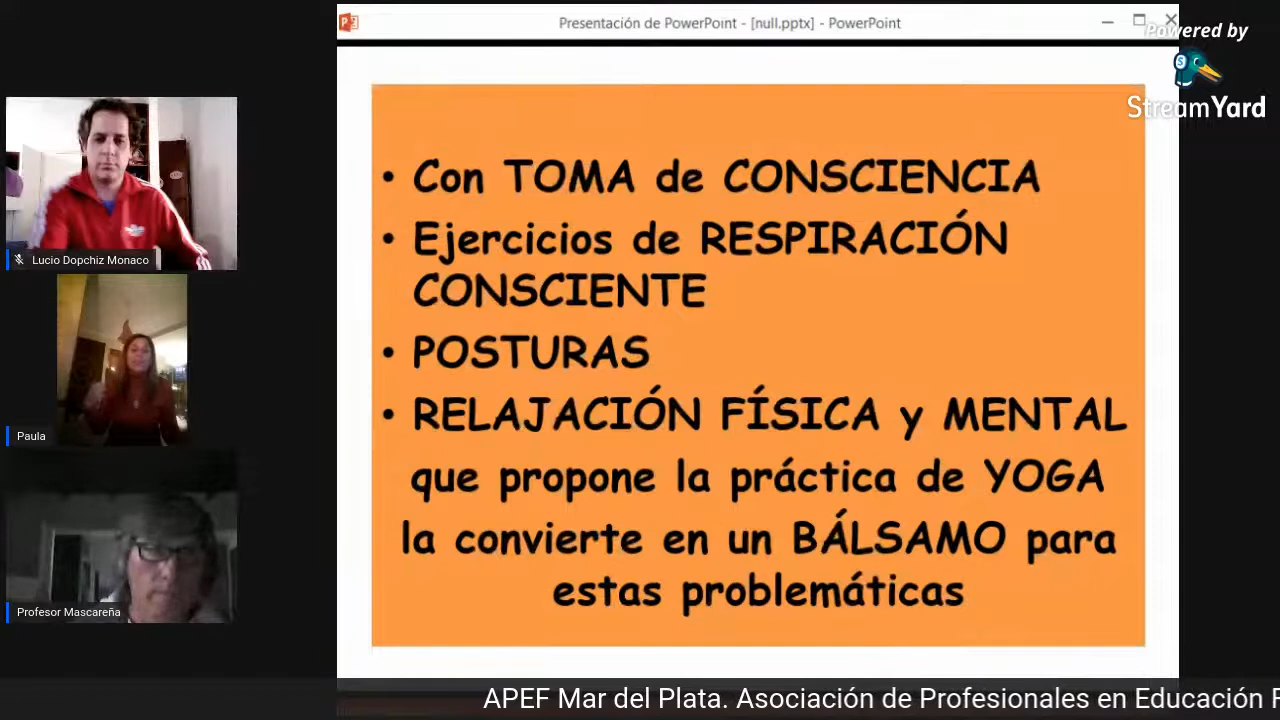 Presentación de PowerPoint - [null.pptx] - PowerPoint
Powered by
StreamYard
• Con TOMA de CONSCIENCIA
• Ejercicios de RESPIRACIÓN
CONSCIENTE
• POSTURAS
• RELAJACIÓN FÍSICA y MENTAL
que propone la práctica de YOGA
la convierte en un BÁLSAMO para
estas problemáticas
Lucio Dopchiz Monaco
Paula
Profesor Mascareña
APEF Mar del Plata. Asociación de Profesionales en Educación